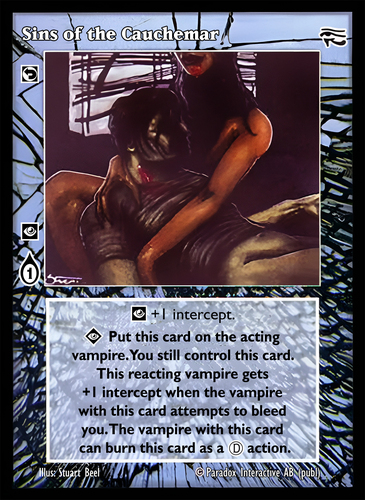 Sins of the Cauchemar
1
+1 intercept.
Put this card on the acting
vampire.You still control this card.
This reacting vampire gets
+1 intercept when the vampire
with this card attempts to bleed
you.The vampire with this card
can burn this card as a Ⓓ action.
Illus: Stuart Beel
© Paradox Interactive AB (publ)